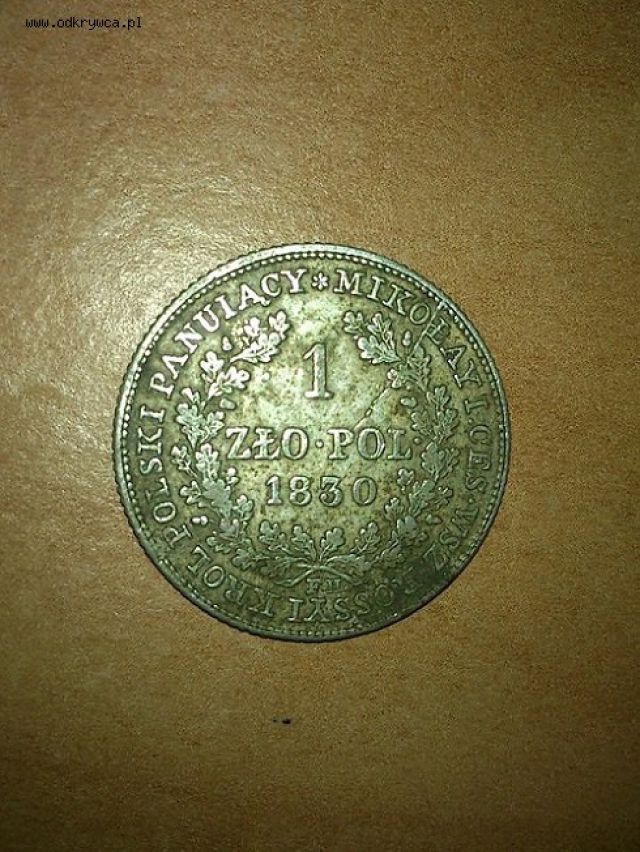 www.odkrywca.pl
MIKOŁAY I. CES. WSZ. ROSSYI KROL POLSKI PANUIĄCY *
1
ZŁO·POL·
1830
F.H.